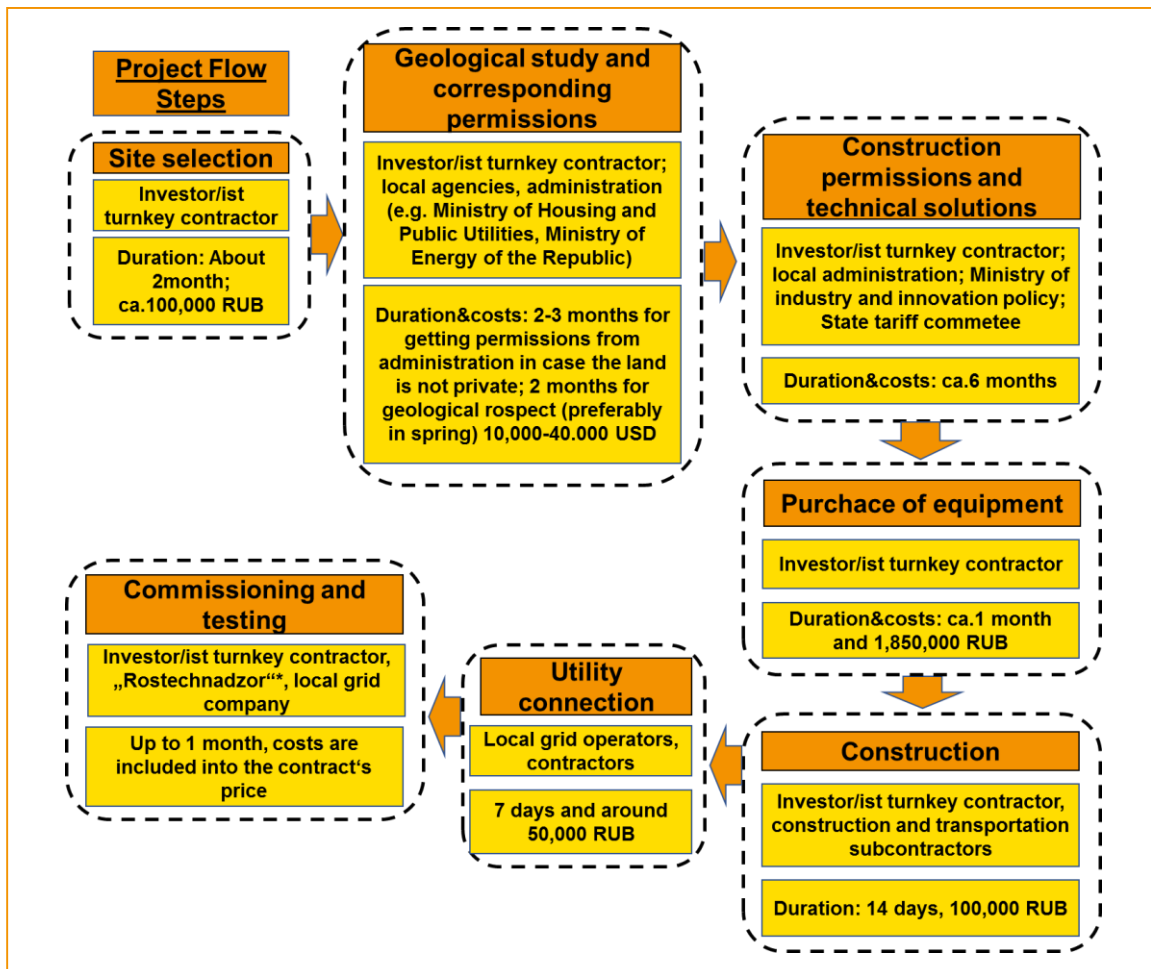 Project Flow
Steps
Site selection
Investor/ist
turnkey contractor
Duration: About
2month;
ca.100,000 RUB
Geological study and
corresponding
permissions
Investor/ist turnkey contractor;
local agencies, administration
(e.g. Ministry of Housing and
Public Utilities, Ministry of
Energy of the Republic)
Duration&costs: 2-3 months for
getting permissions from
administration in case the land
is not private; 2 months for
geological rospect (preferably
in spring) 10,000-40.000 USD
Construction
permissions and
technical solutions
Investor/ist turnkey contractor;
local administration; Ministry of
industry and innovation policy;
State tariff commetee
Duration&costs: ca.6 months
Purchace of equipment
Investor/ist turnkey contractor
Duration&costs: ca.1 month
and 1,850,000 RUB
Construction
Investor/ist turnkey contractor,
construction and transportation
subcontractors
Duration: 14 days, 100,000 RUB
Utility
connection
Local grid operators,
contractors
7 days and around
50,000 RUB
Commissioning and
testing
Investor/ist turnkey contractor,
„Rostechnadzor“*, local grid
company
Up to 1 month, costs are
included into the contract‘s
price